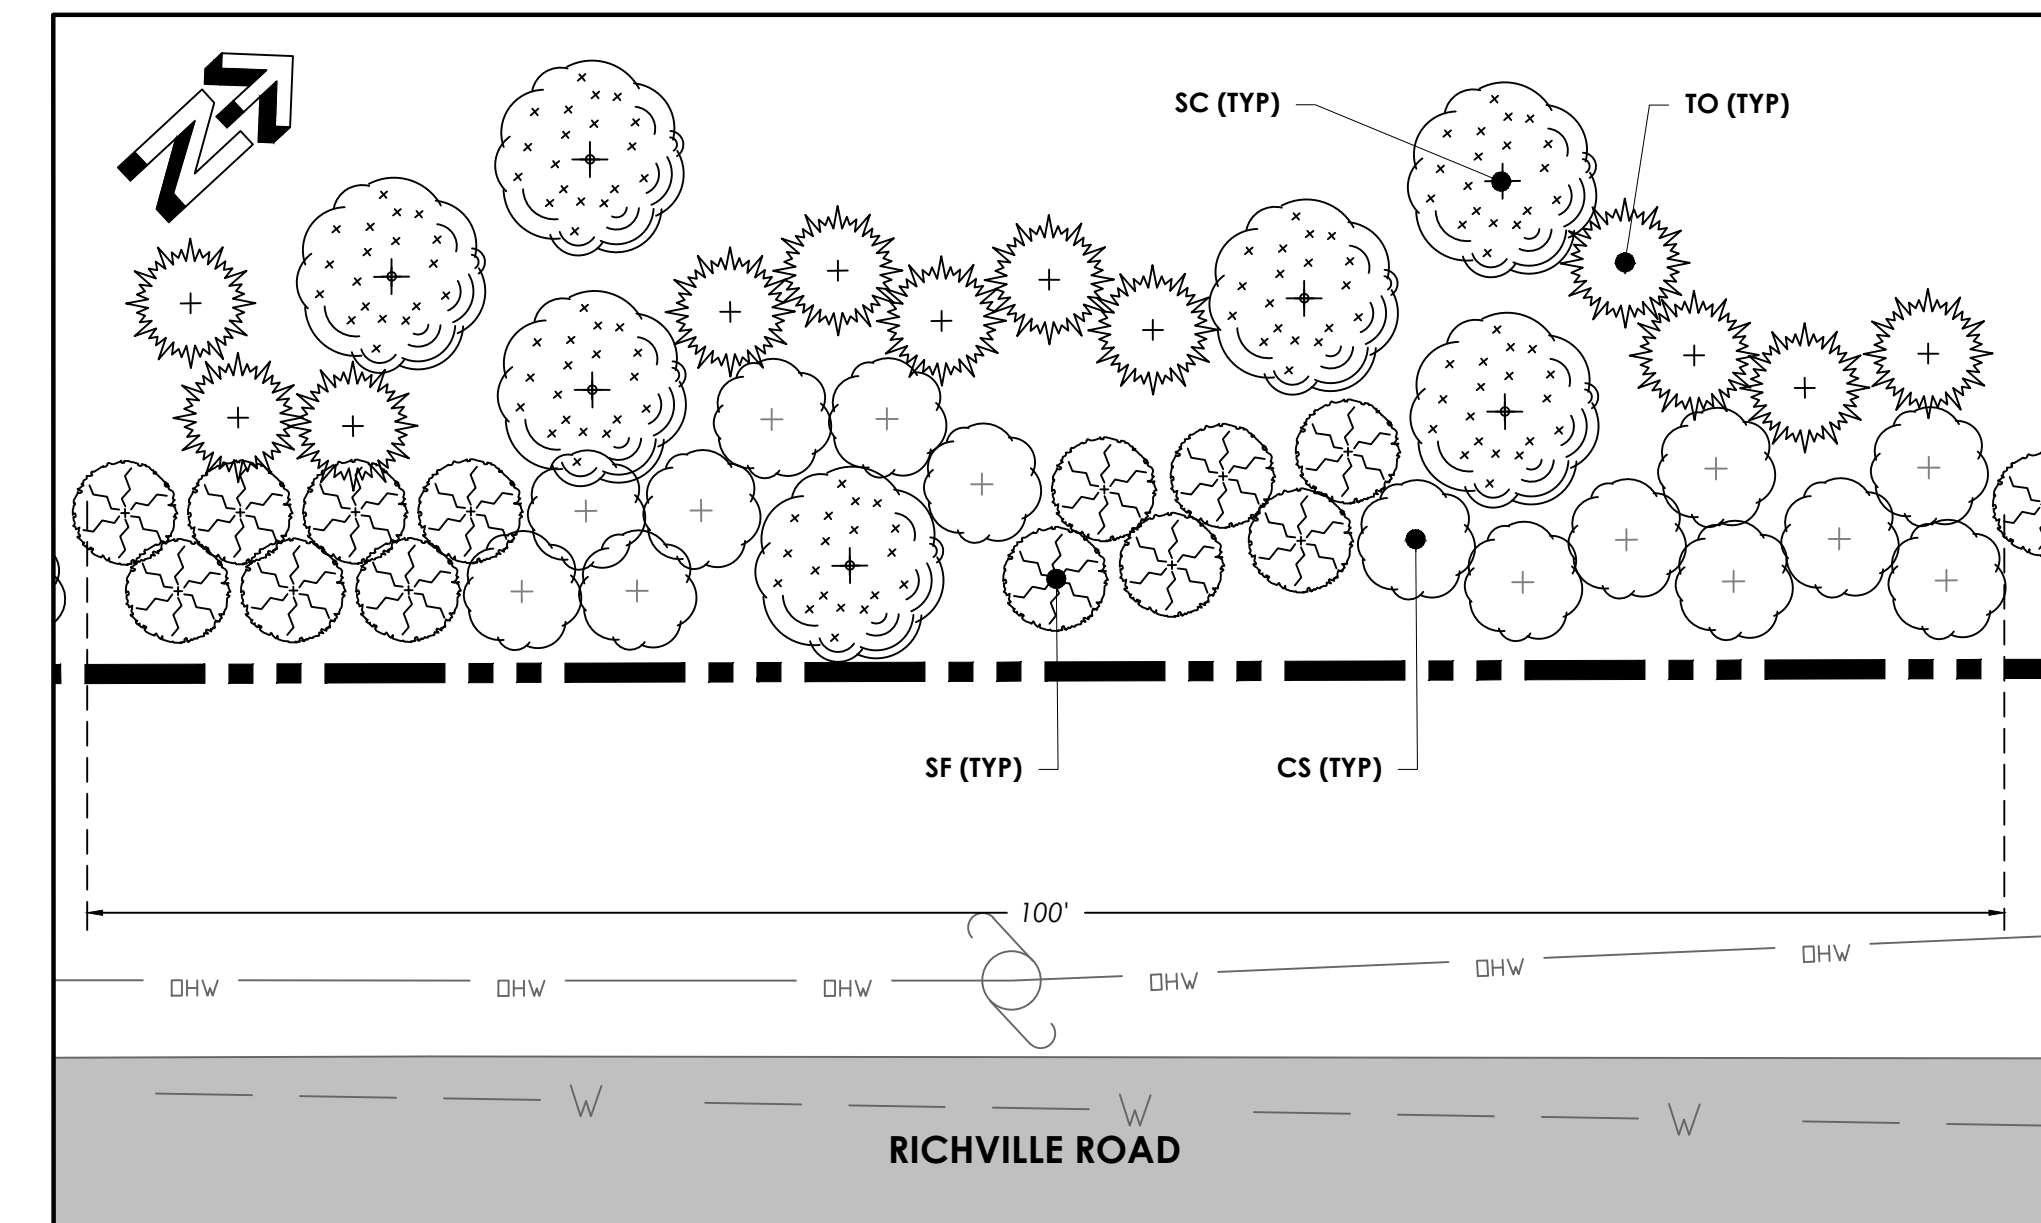 N
SC (TYP)
TO (TYP)
SF (TYP)
CS (TYP)
100'
OHW OHW OHW OHW OHW OHW
W W W
RICHVILLE ROAD